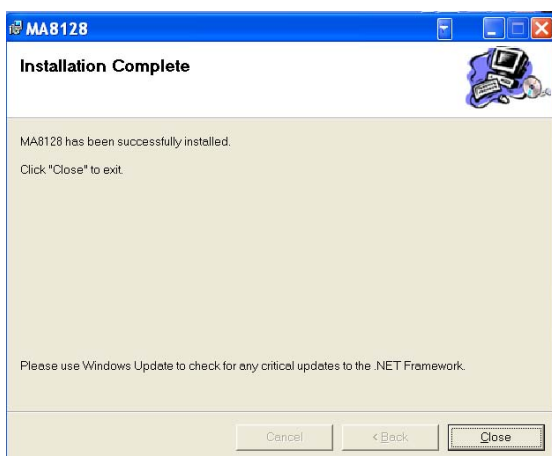 MA8128
Installation Complete
MA8128 has been successfully installed.
Click "Close" to exit.
Please use Windows Update to check for any critical updates to the .NET Framework.
Cancel
< Back
Close